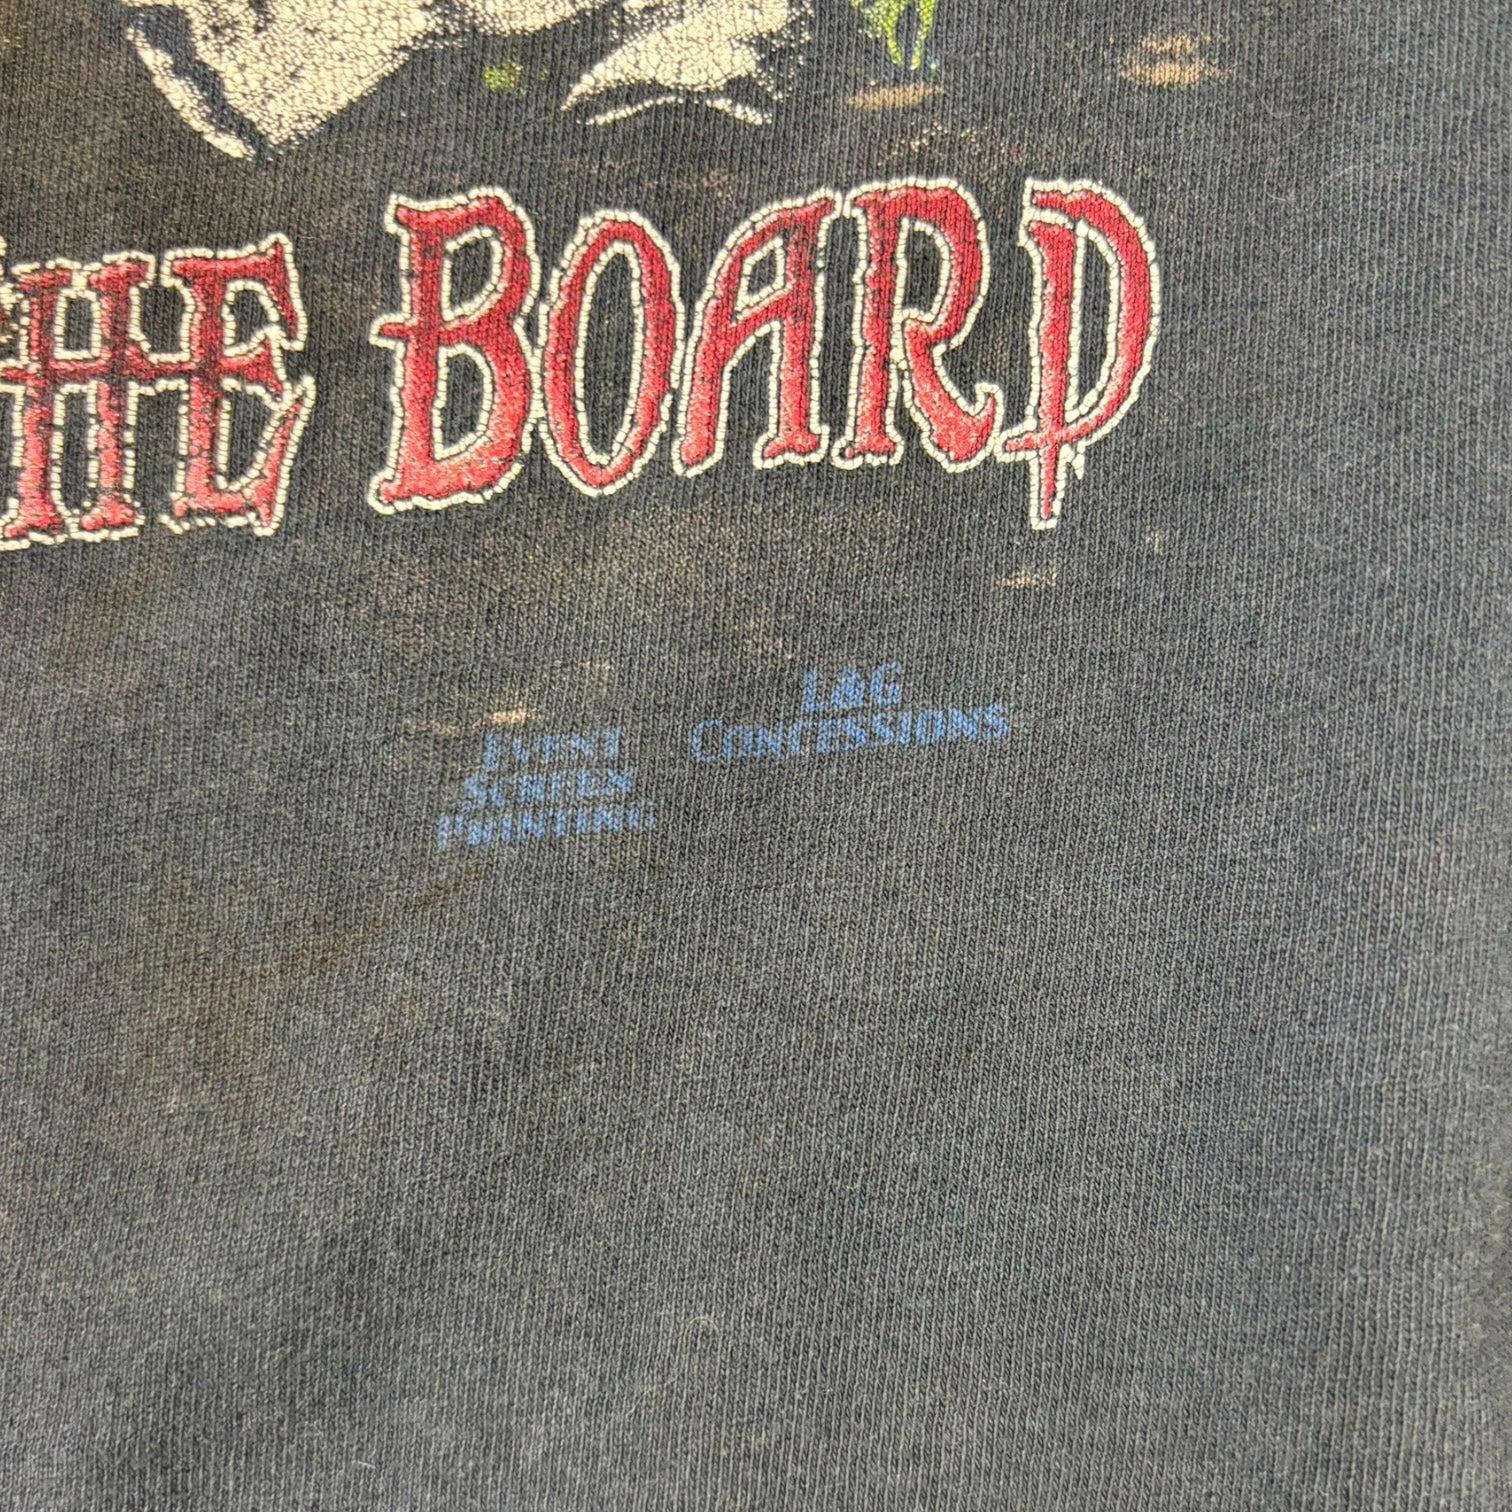 THE BOARD
L&G
CONCESSIONS
EVENT
SCREEN
PRINTING